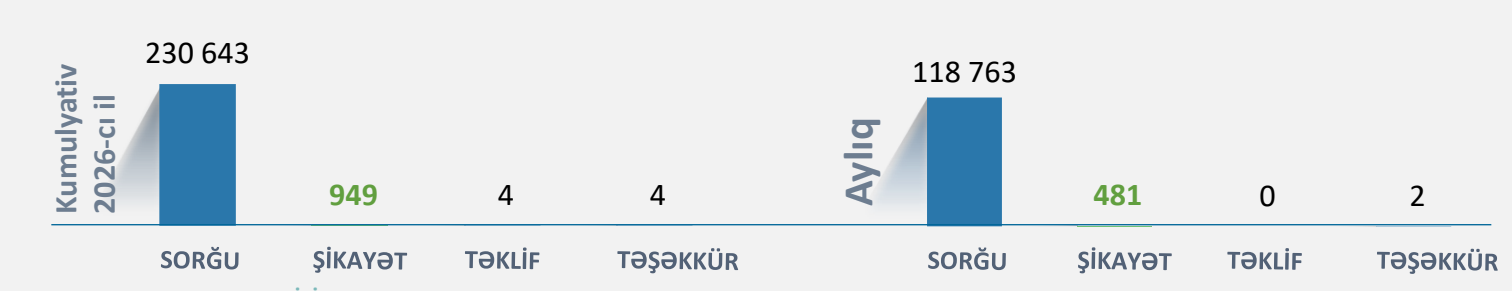 Kumulyativ
2026-cı il
230 643
949
4
4
SORĞU
ŞİKAYƏT
TƏKLİF
TƏŞƏKKÜR
Aylıq
118 763
481
0
2
SORĞU
ŞİKAYƏT
TƏKLİF
TƏŞƏKKÜR